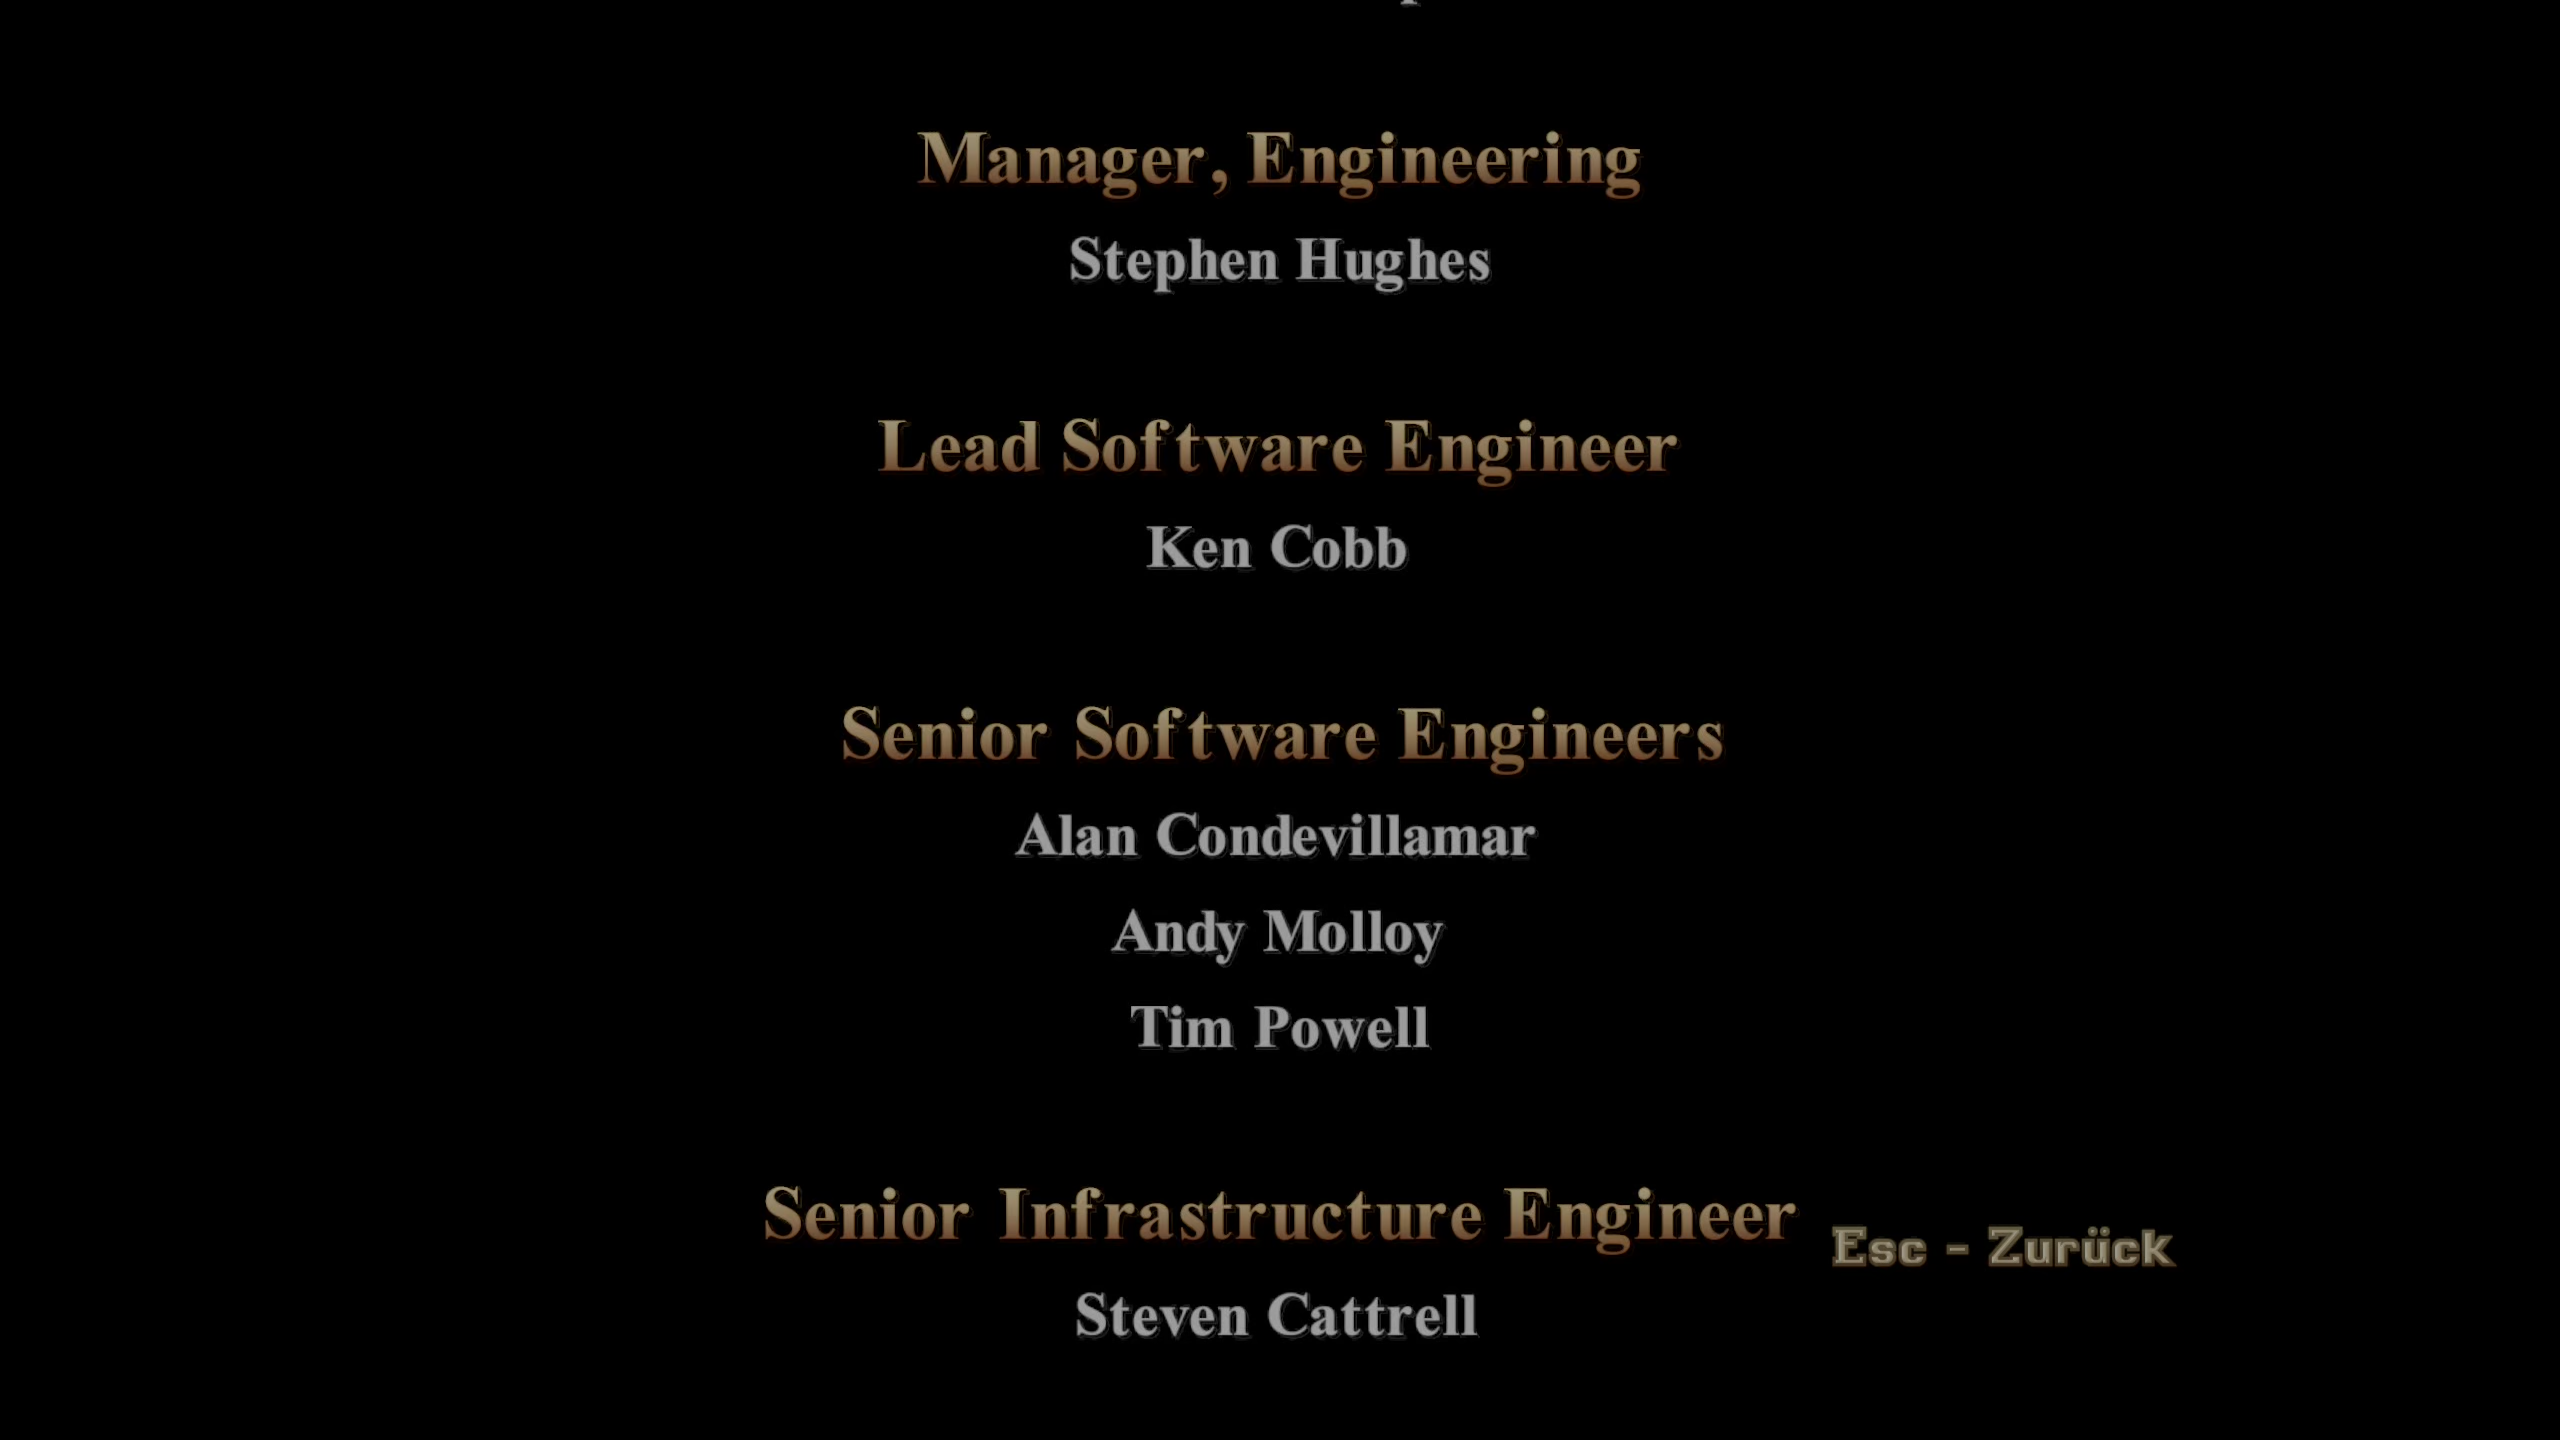 Manager, Engineering
Stephen Hughes
Lead Software Engineer
Ken Cobb
Senior Software Engineers
Alan Condevillamar
Andy Molloy
Tim Powell
Senior Infrastructure Engineer
Esc - Zurück
Steven Cattrell